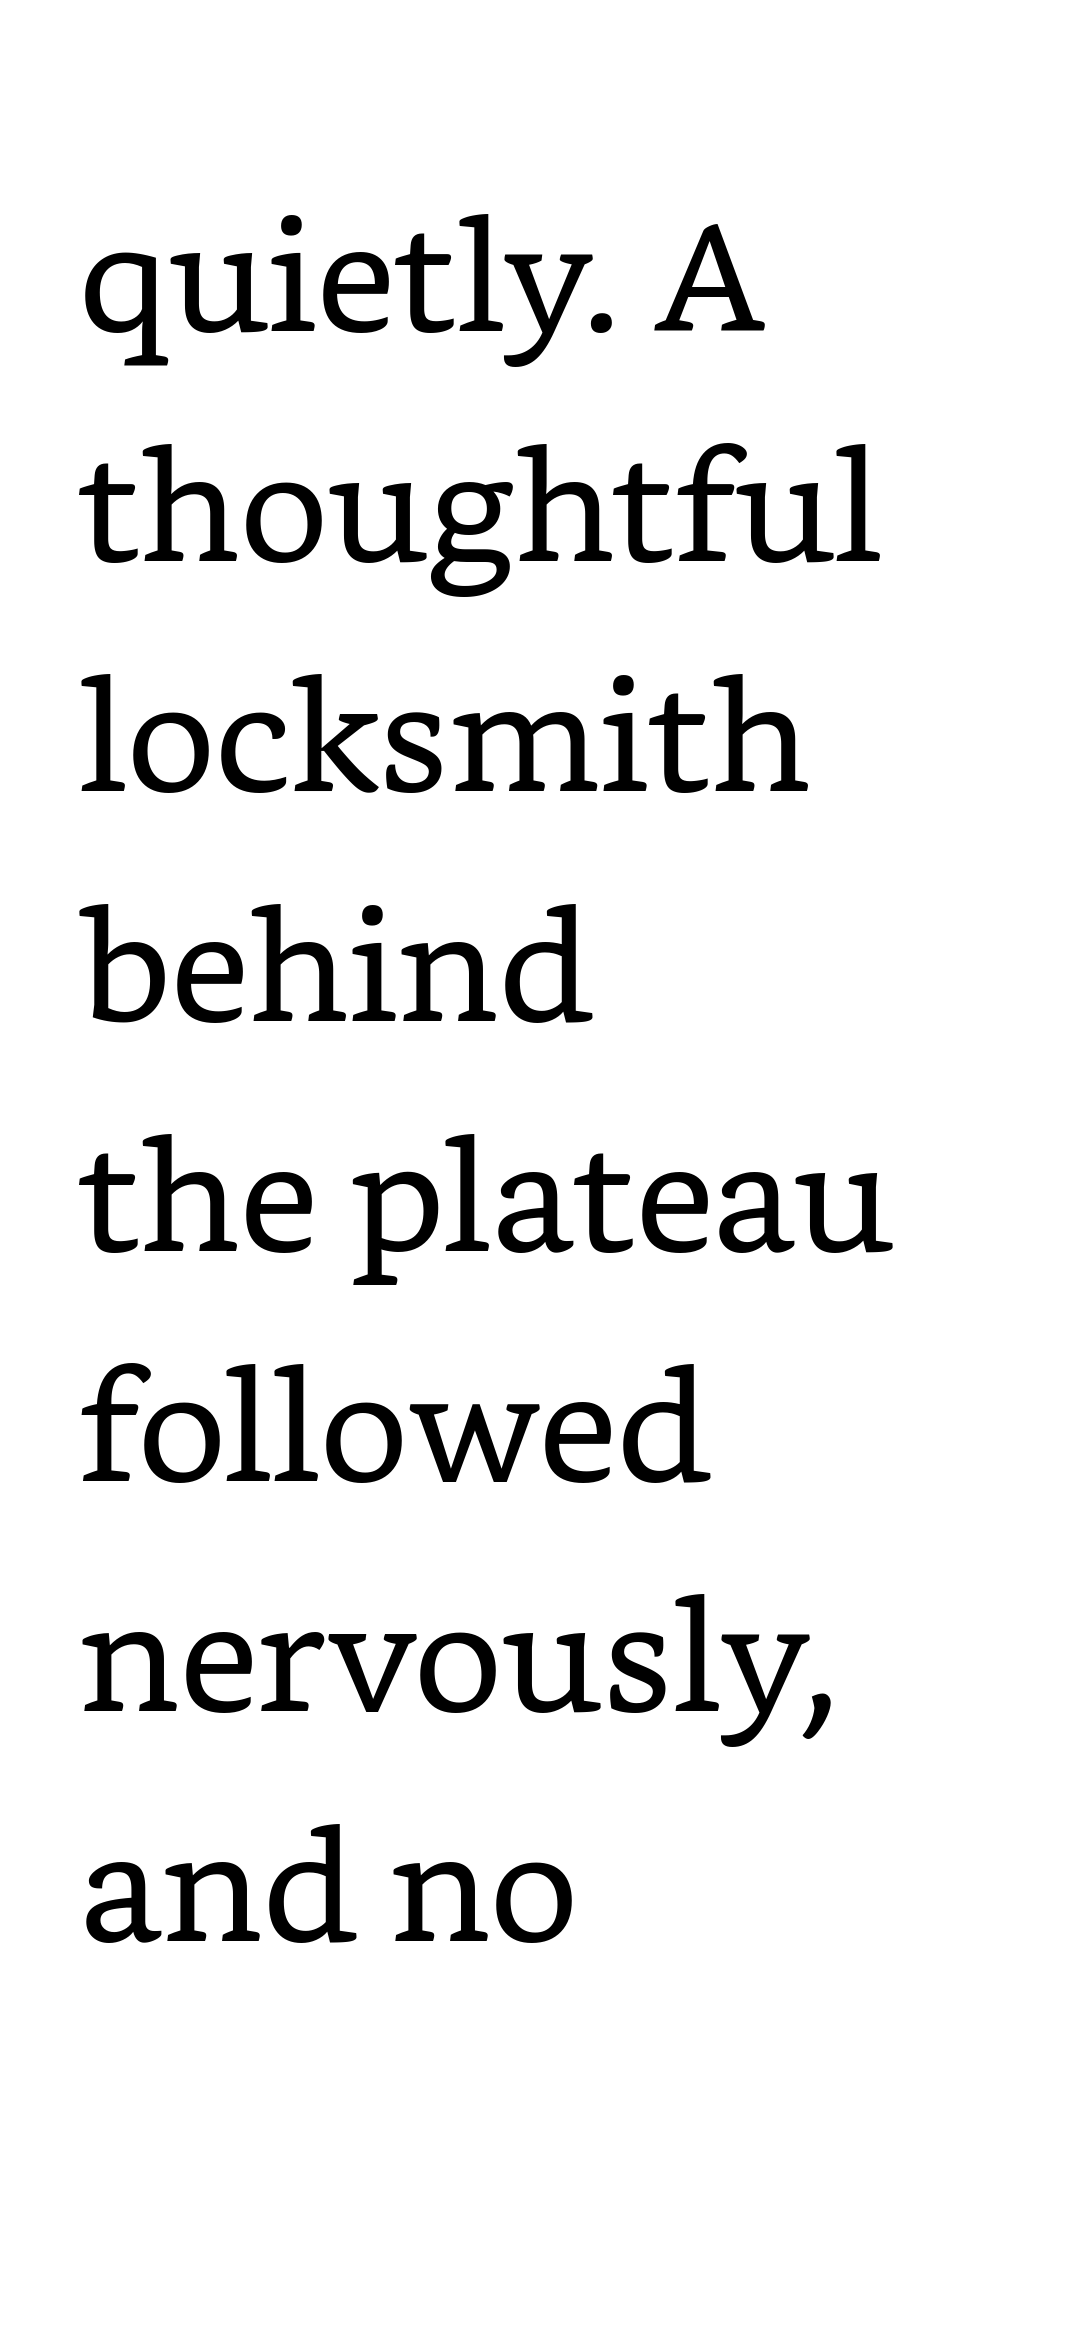 quietly. A
thoughtful
locksmith
behind
the plateau
followed
nervously,
and no